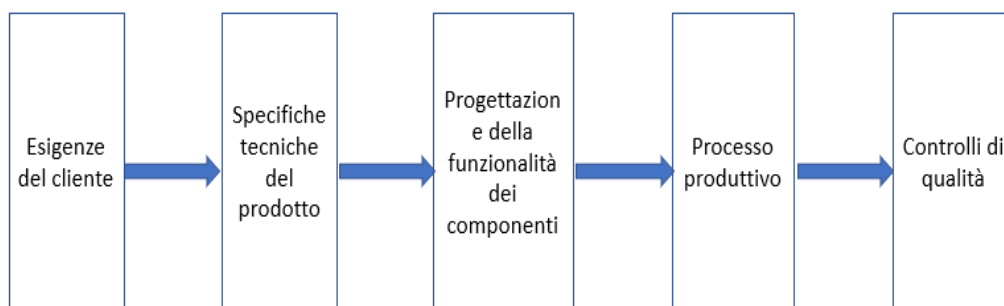 Esigenze
del cliente
Specifiche
tecniche
del
prodotto
Progettazion
e della
funzionalità
dei
componenti
Processo
produttivo
Controlli di
qualità